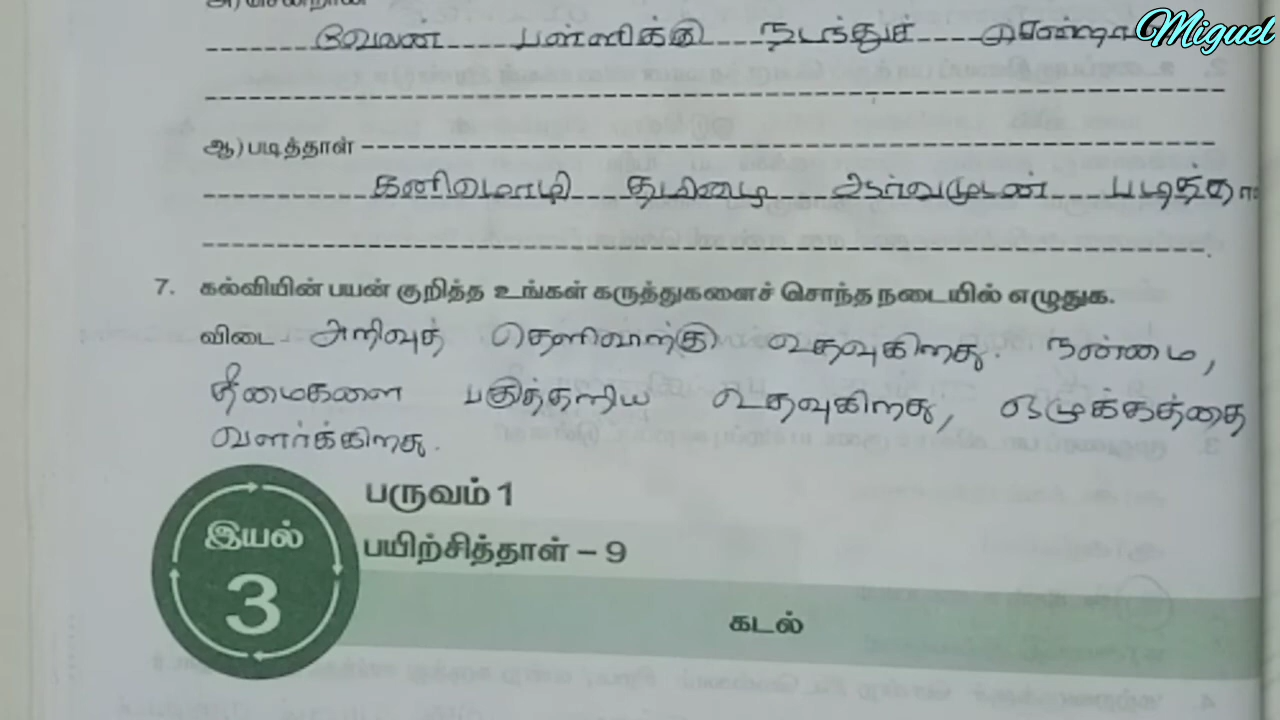 வேலன் பள்ளிக்கு நடந்துச்
Miguel
ஆ) படித்தாள்
கனிமொழி தமிழை ஆர்வமுடன்
7. கல்வியின் பயன் குறித்த உங்கள் கருத்துகளைச் சொந்த நடையில் எழுதுக.
விடை அறிவுத் தெளிவாற்கு உதவுகிறது. நன்மை,
தீமைகளை பகுத்தறிய உதவுகிறது, ஒழுக்கத்தை
வளர்க்கிறது.
பருவம் 1
இயல்
3
பயிற்சித்தாள் – 9
கடல்